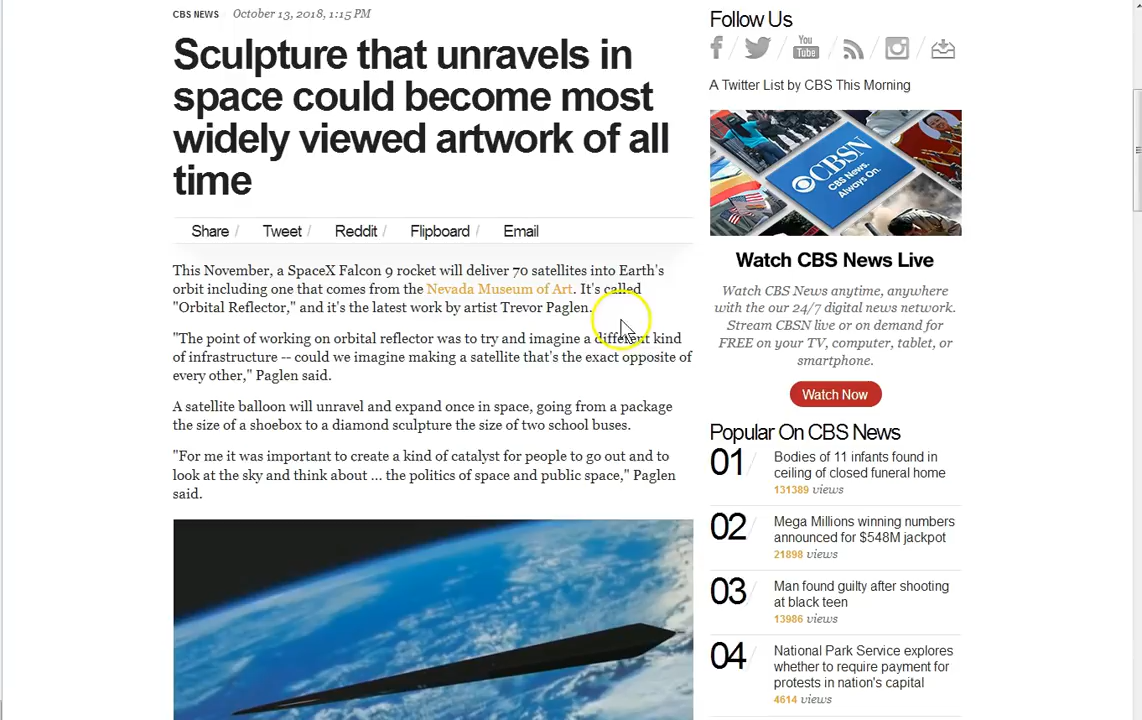 CBS NEWS October 13, 2018, 1:15 PM
Sculpture that unravels in
space could become most
widely viewed artwork of all
time
Share / Tweet / Reddit / Flipboard / Email
This November, a SpaceX Falcon 9 rocket will deliver 70 satellites into Earth's
orbit including one that comes from the Nevada Museum of Art. It's called
"Orbital Reflector," and it's the latest work by artist Trevor Paglen.
"The point of working on orbital reflector was to try and imagine a different kind
of infrastructure -- could we imagine making a satellite that's the exact opposite of
every other," Paglen said.
A satellite balloon will unravel and expand once in space, going from a package
the size of a shoebox to a diamond sculpture the size of two school buses.
"For me it was important to create a kind of catalyst for people to go out and to
look at the sky and think about ... the politics of space and public space," Paglen
said.
Follow Us
You
Tube
A Twitter List by CBS This Morning
CBSN
CBS News.
Always On.
Watch CBS News Live
Watch CBS News anytime, anywhere
with the our 24/7 digital news network.
Stream CBSN live or on demand for
FREE on your TV, computer, tablet, or
smartphone.
Watch Now
Popular On CBS News
01 / Bodies of 11 infants found in
ceiling of closed funeral home
131389 views
02 / Mega Millions winning numbers
announced for $548M jackpot
21898 views
03 / Man found guilty after shooting
at black teen
13986 views
04 / National Park Service explores
whether to require payment for
protests in nation's capital
4614 views